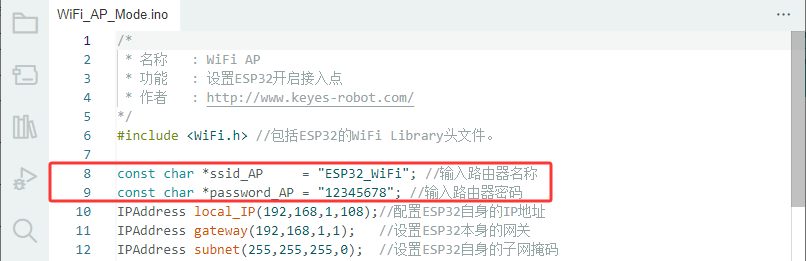 WiFi_AP_Mode.ino
1 /*
2 * 名称 : WiFi AP
3 * 功能 : 设置ESP32开启接入点
4 * 作者 : http://www.keyes-robot.com/
5 */
6 #include <WiFi.h> //包括ESP32的WiFi Library头文件。
7
8 const char *ssid_AP = "ESP32_WiFi"; //输入路由器名称
9 const char *password_AP = "12345678"; //输入路由器密码
10 IPAddress local_IP(192,168,1,108);//配置ESP32自身的IP地址
11 IPAddress gateway(192,168,1,1); //设置ESP32本身的网关
12 IPAddress subnet(255,255,255,0); //设置ESP32自身的子网掩码